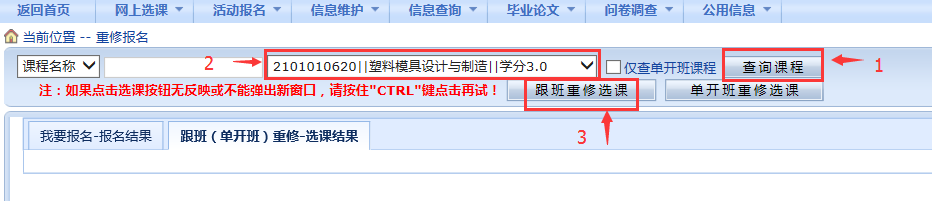 返回首页 网上选课 活动报名 信息维护 信息查询 毕业论文 问卷调查 公用信息
当前位置 -- 重修报名
课程名称 2 2101010620||塑料模具设计与制造||学分3.0 仅查单开班课程 查询课程 1
注：如果点击选课按钮无反映或不能弹出新窗口，请按住"CTRL"键点击再试！ 跟班重修选课 单开班重修选课
3
我要报名-报名结果 跟班（单开班）重修-选课结果